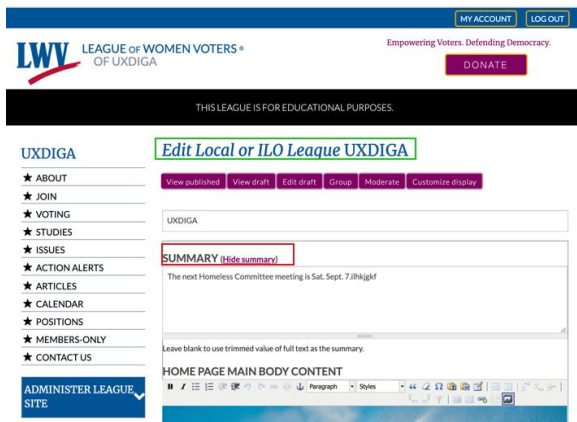 MY ACCOUNT LOG OUT
LWV LEAGUE OF WOMEN VOTERS ®
OF UXDIGA
Empowering Voters. Defending Democracy.
DONATE
THIS LEAGUE IS FOR EDUCATIONAL PURPOSES.
UXDIGA
★ ABOUT
★ JOIN
★ VOTING
★ STUDIES
★ ISSUES
★ ACTION ALERTS
★ ARTICLES
★ CALENDAR
★ POSITIONS
★ MEMBERS-ONLY
★ CONTACT US
ADMINISTER LEAGUE
SITE
Edit Local or ILO League UXDIGA
View published View draft Edit draft Group Moderate Customize display
UXDIGA
SUMMARY (Hide summary)
The next Homeless Committee meeting is Sat. Sept. 7.ilhkjgkf
Leave blank to use trimmed value of full text as the summary.
HOME PAGE MAIN BODY CONTENT
B I Paragraph Styles